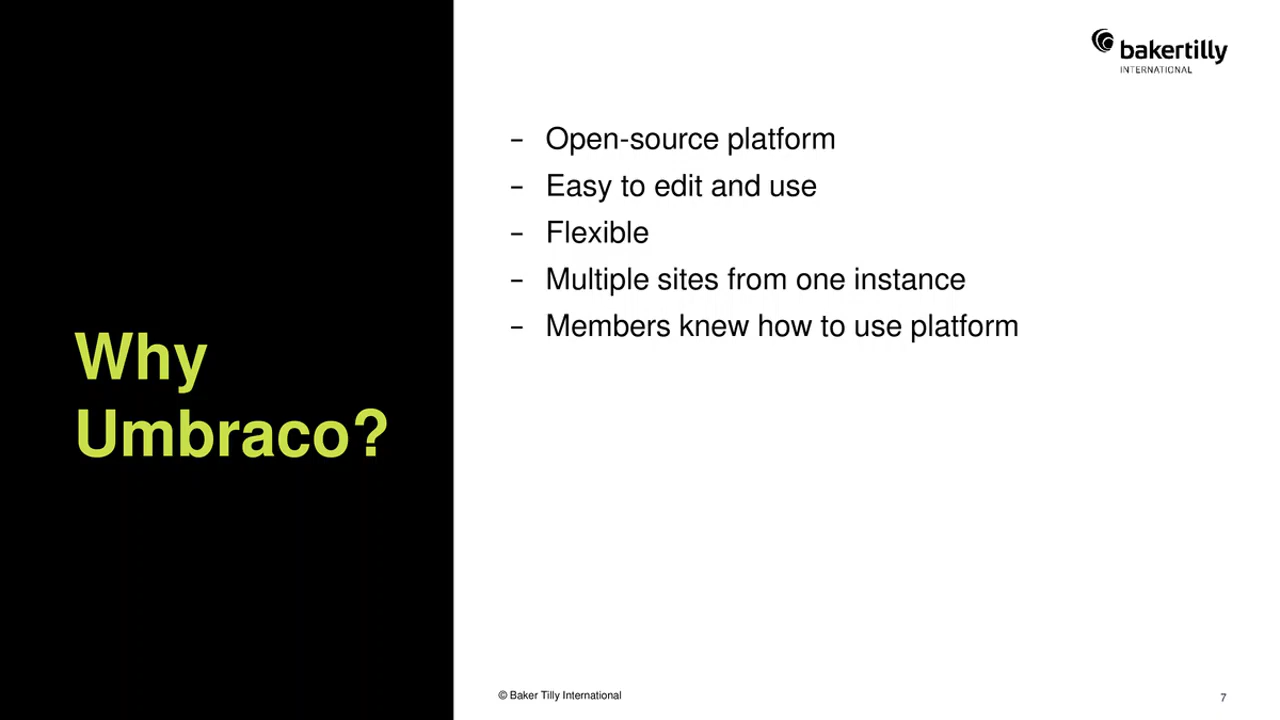 bakertilly
INTERNATIONAL
Why
Umbraco?
– Open-source platform
– Easy to edit and use
– Flexible
– Multiple sites from one instance
– Members knew how to use platform
© Baker Tilly International
7